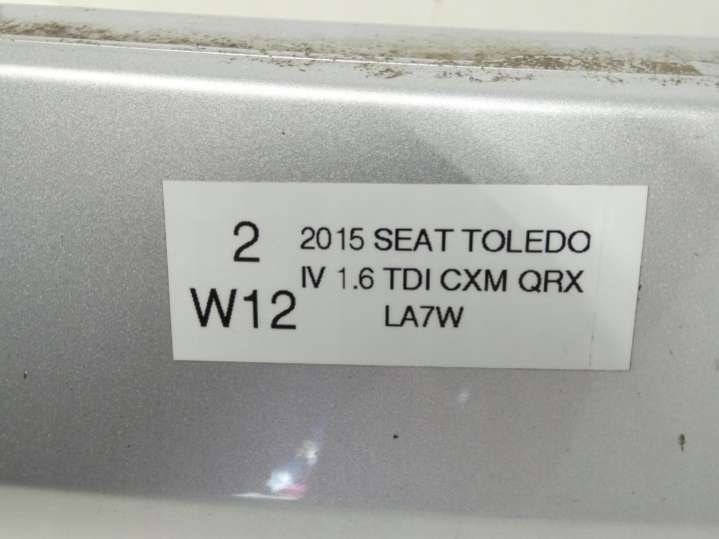 2
W12
2015 SEAT TOLEDO
IV 1.6 TDI CXM QRX
LA7W